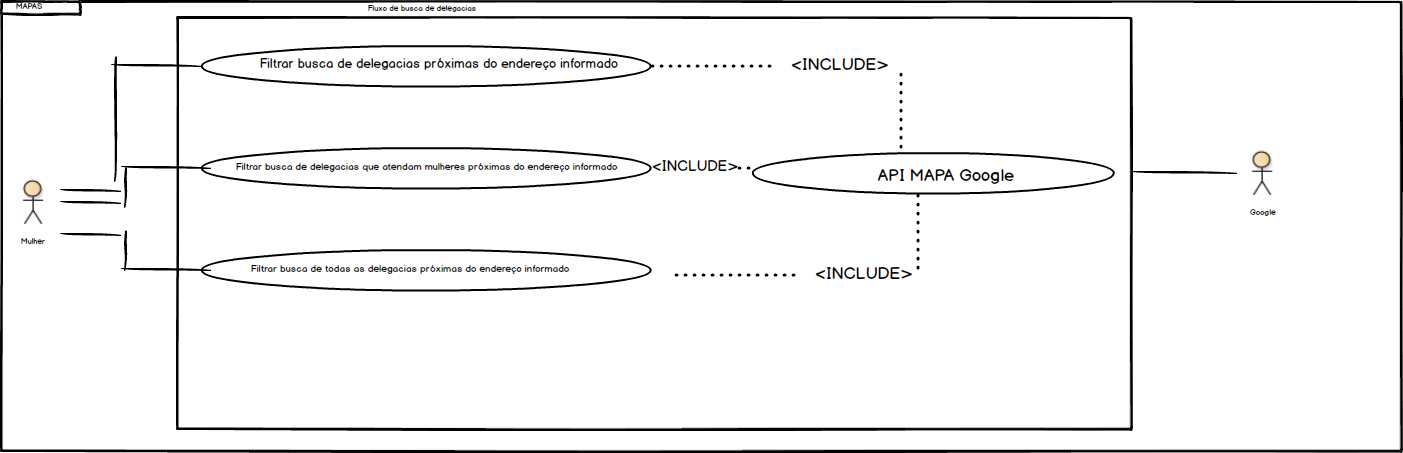 MAPAS
Fluxo de busca de delegacias
Filtrar busca de delegacias próximas do endereço informado
<INCLUDE>
Filtrar busca de delegacias que atendam mulheres próximas do endereço informado
<INCLUDE>
API MAPA Google
Mulher
Google
Filtrar busca de todas as delegacias próximas do endereço informado
<INCLUDE>